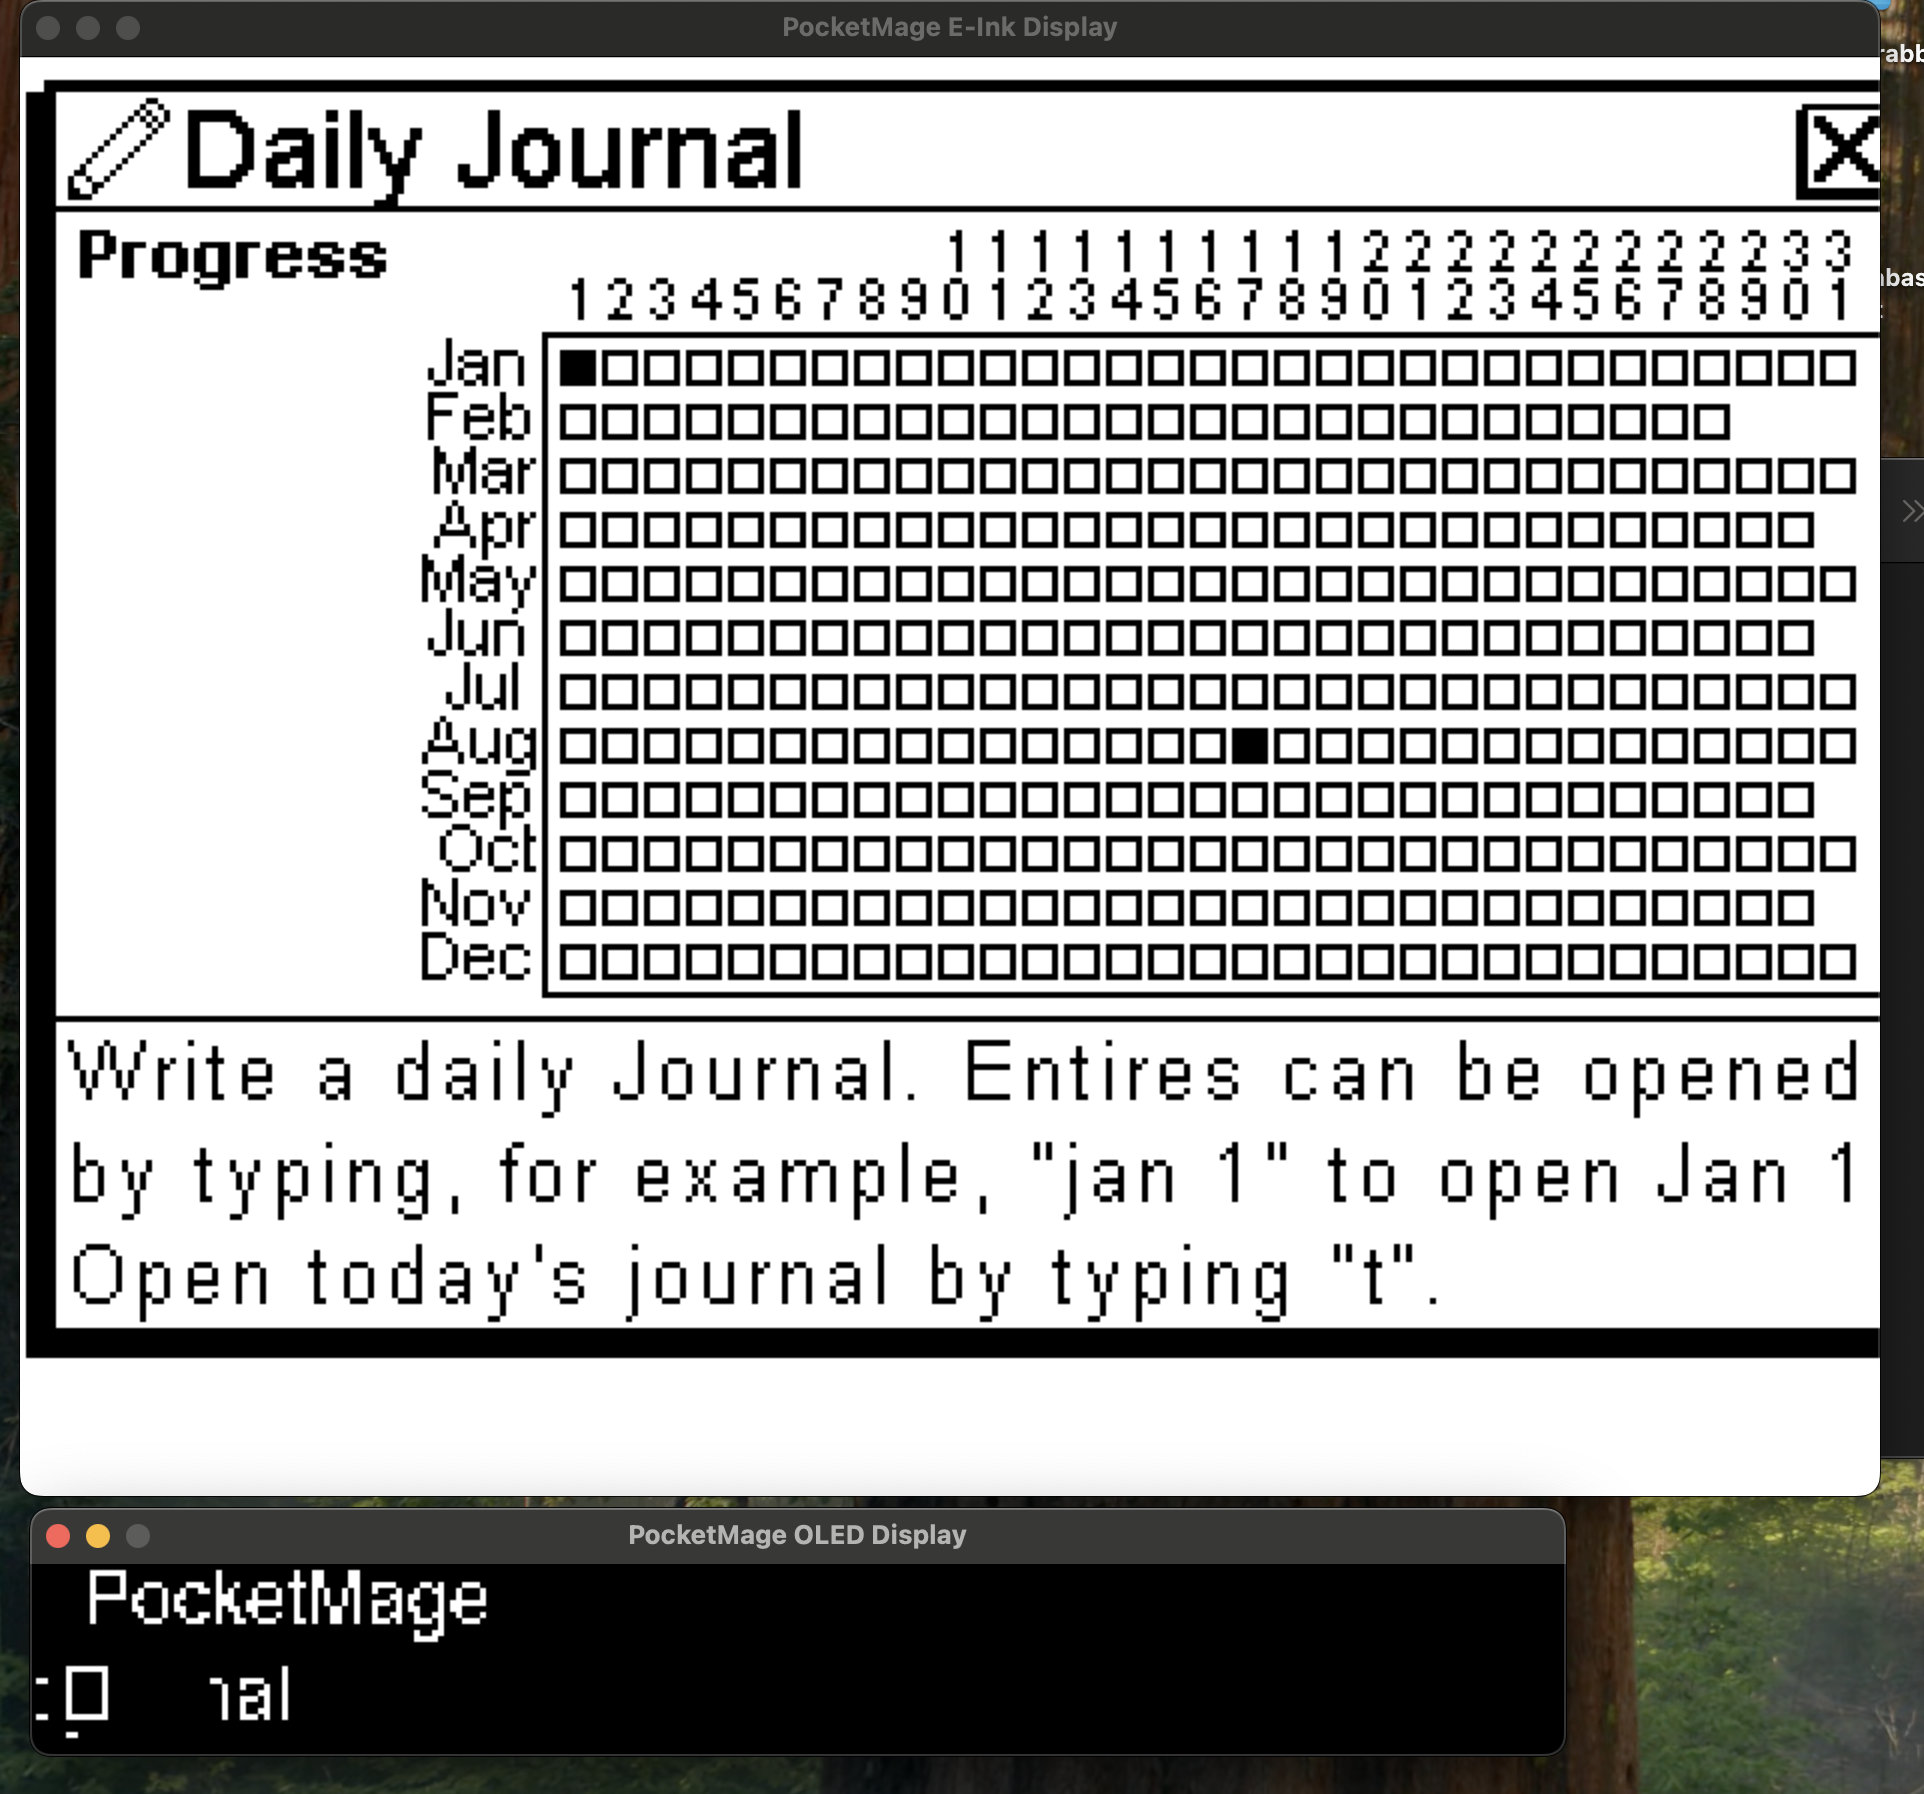 PocketMage E-Ink Display
Daily Journal
Progress
1 1 1 1 1 1 1 1 1 1 2 2 2 2 2 2 2 2 2 2 3 3
1 2 3 4 5 6 7 8 9 0 1 2 3 4 5 6 7 8 9 0 1 2 3 4 5 6 7 8 9 0 1
Jan
Feb
Mar
Apr
May
Jun
Jul
Aug
Sep
Oct
Nov
Dec
Write a daily Journal. Entires can be opened
by typing, for example, "jan 1" to open Jan 1
Open today's journal by typing "t".
PocketMage OLED Display
PocketMage